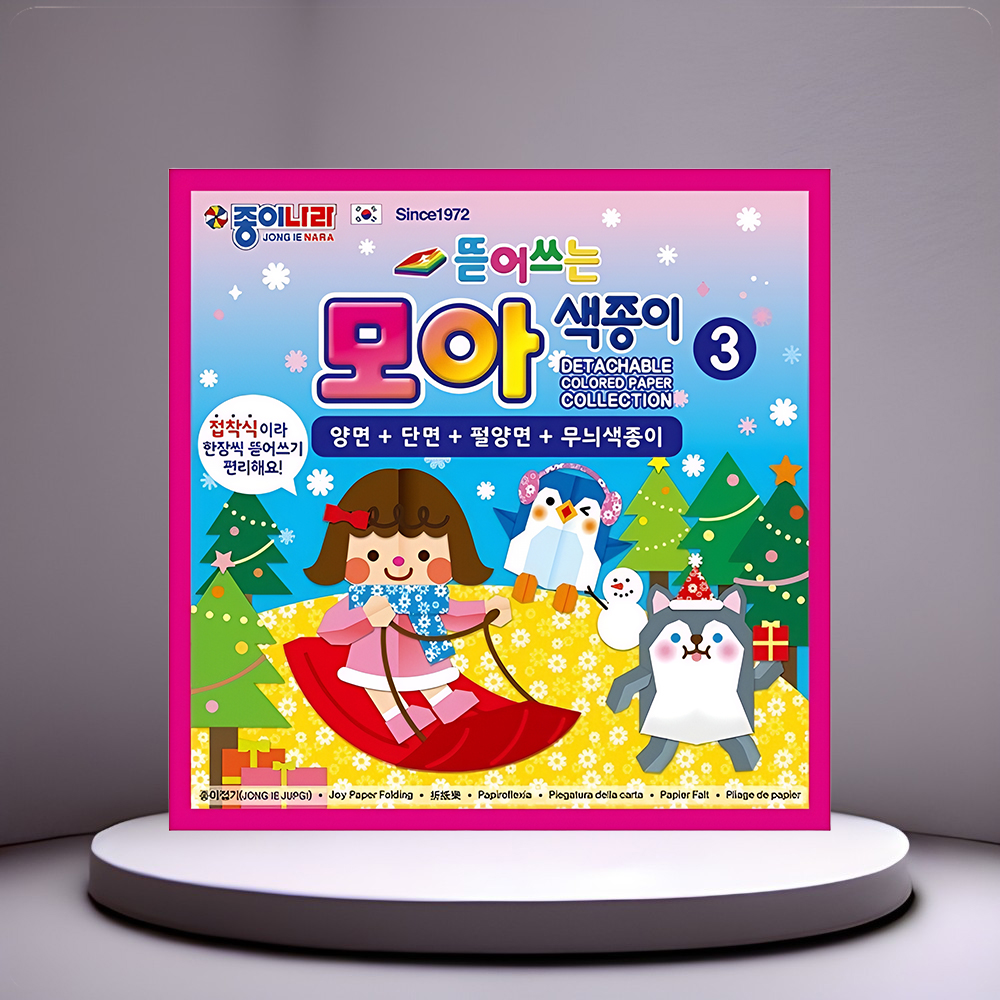 종이나라
JONG IE NARA
Since1972
뜯어쓰는
모아 색종이
DETACHABLE
COLORED PAPER
COLLECTION
3
양면 + 단면 + 펄양면 + 무늬색종이
접착식이라
한장씩 뜯어쓰기
편리해요!
종이접기(JONG IE JUPGI) • Joy Paper Folding • 折紙樂 • Papiroflexia • Piegatura della carta • Papier Falt • Pliage de papier